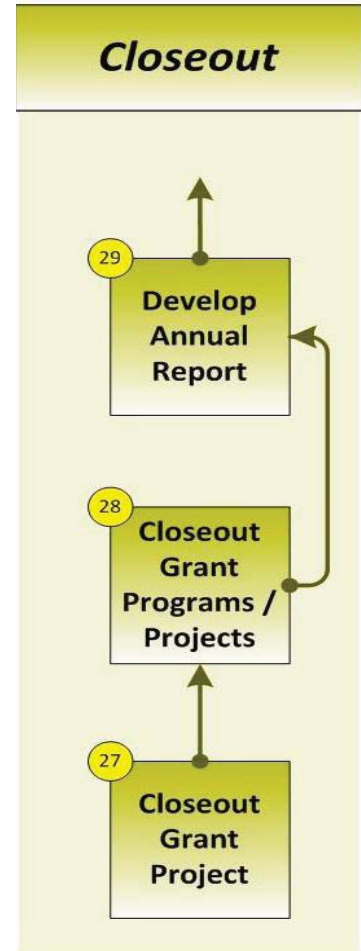 Closeout
29
Develop
Annual
Report
28
Closeout
Grant
Programs /
Projects
27
Closeout
Grant
Project